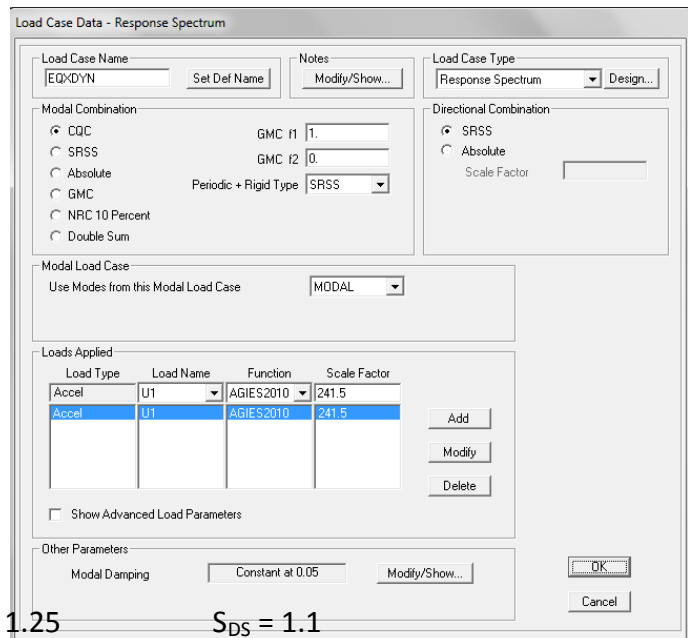 Load Case Data - Response Spectrum
Load Case Name
EQXDYN
Set Def Name
Notes
Modify/Show...
Load Case Type
Response Spectrum
Design...
Modal Combination
CQC
SRSS
Absolute
GMC
NRC 10 Percent
Double Sum
GMC f1 1.
GMC f2 0.
Periodic + Rigid Type SRSS
Directional Combination
SRSS
Absolute
Scale Factor
Modal Load Case
Use Modes from this Modal Load Case MODAL
Loads Applied
Load Type Load Name Function Scale Factor
Accel U1 AGIES2010 241.5
Accel U1 AGIES2010 241.5
Add
Modify
Delete
Show Advanced Load Parameters
Other Parameters
Modal Damping Constant at 0.05 Modify/Show...
OK
Cancel
1.25 SDS = 1.1